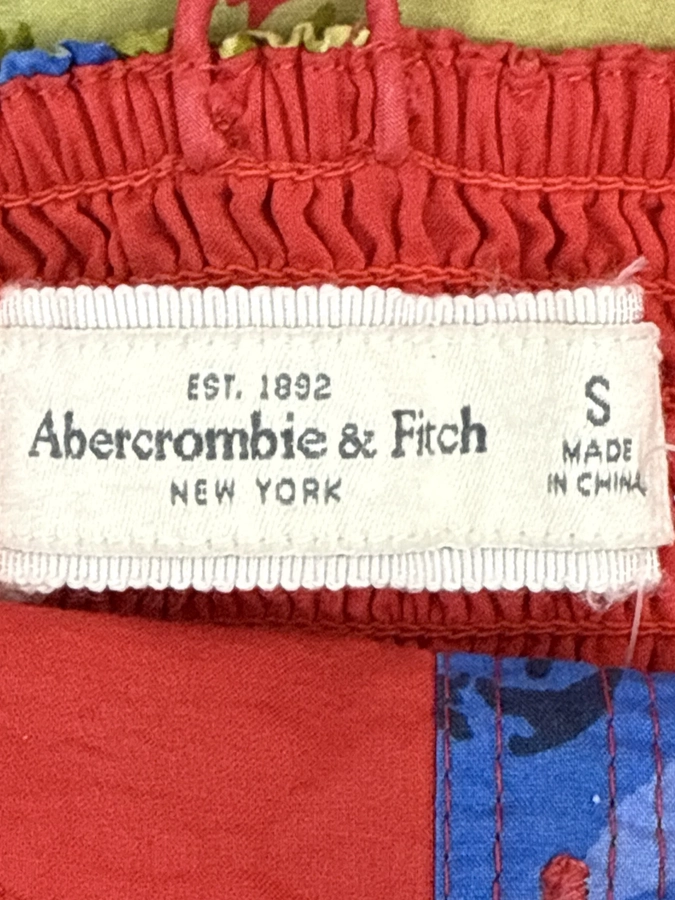 EST. 1892
Abercrombie & Fitch
NEW YORK
S
MADE
IN CHINA